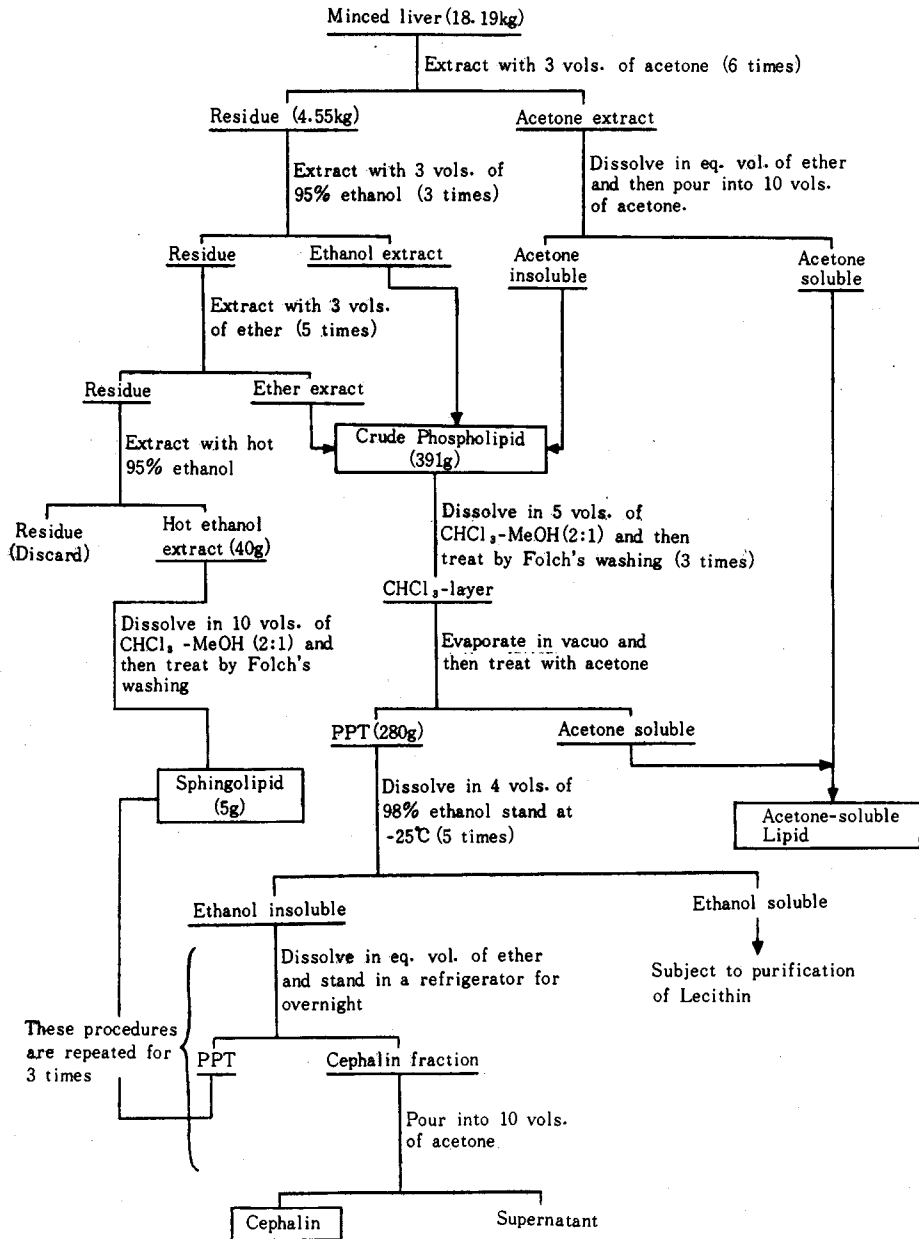 Minced liver (18.19kg)
Extract with 3 vols. of acetone (6 times)
Residue (4.55kg)
Acetone extract
Extract with 3 vols. of
95% ethanol (3 times)
Dissolve in eq. vol. of ether
and then pour into 10 vols.
of acetone.
Residue
Ethanol extract
Acetone
insoluble
Acetone
soluble
Extract with 3 vols.
of ether (5 times)
Residue
Ether exract
Crude Phospholipid
(391g)
Extract with hot
95% ethanol
Residue
(Discard)
Hot ethanol
extract (40g)
Dissolve in 5 vols. of
CHCl₃-MeOH (2:1) and then
treat by Folch's washing (3 times)
CHCl₃-layer
Dissolve in 10 vols. of
CHCl₃ -MeOH (2:1) and
then treat by Folch's
washing
Evaporate in vacuo and
then treat with acetone
PPT (280g)
Acetone soluble
Sphingolipid
(5g)
Dissolve in 4 vols. of
98% ethanol stand at
-25℃ (5 times)
Acetone-soluble
Lipid
Ethanol insoluble
Ethanol soluble
Dissolve in eq. vol. of ether
and stand in a refrigerator for
overnight
Subject to purification
of Lecithin
These procedures
are repeated for
3 times
PPT
Cephalin fraction
Pour into 10 vols.
of acetone
Cephalin
Supernatant